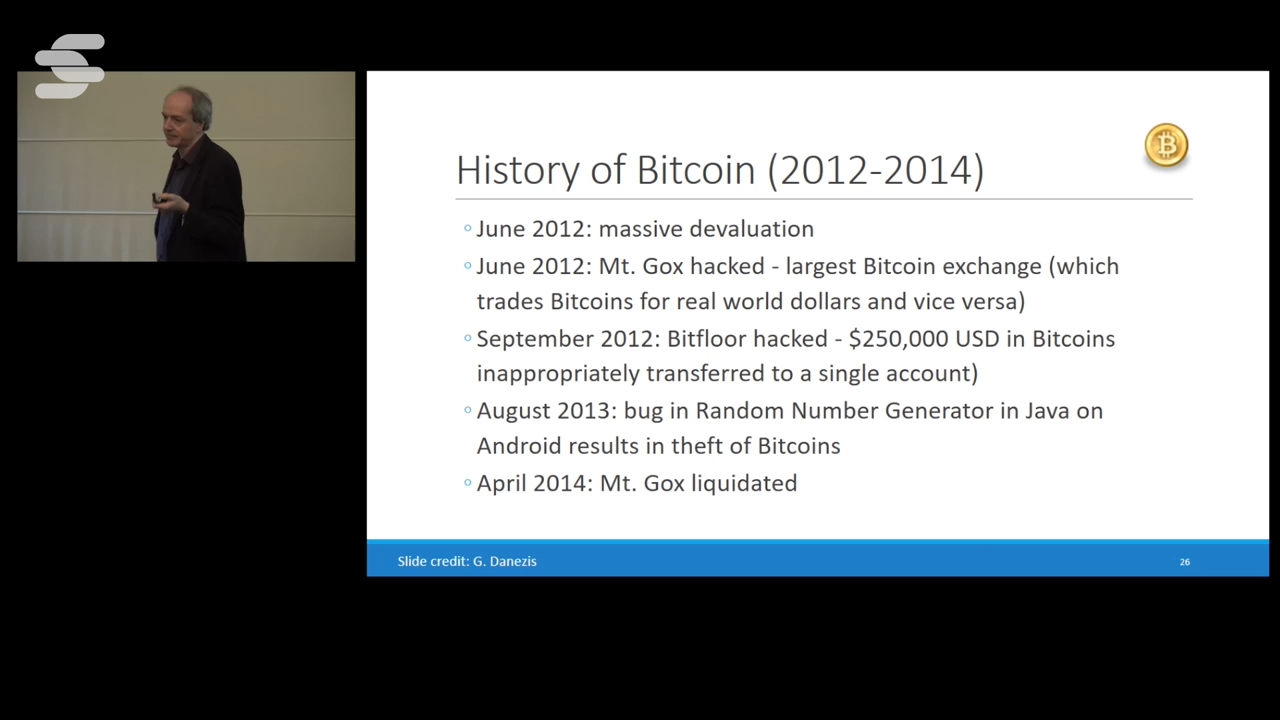 History of Bitcoin (2012-2014)
◦ June 2012: massive devaluation
◦ June 2012: Mt. Gox hacked - largest Bitcoin exchange (which
trades Bitcoins for real world dollars and vice versa)
◦ September 2012: Bitfloor hacked - $250,000 USD in Bitcoins
inappropriately transferred to a single account)
◦ August 2013: bug in Random Number Generator in Java on
Android results in theft of Bitcoins
◦ April 2014: Mt. Gox liquidated
Slide credit: G. Danezis
26